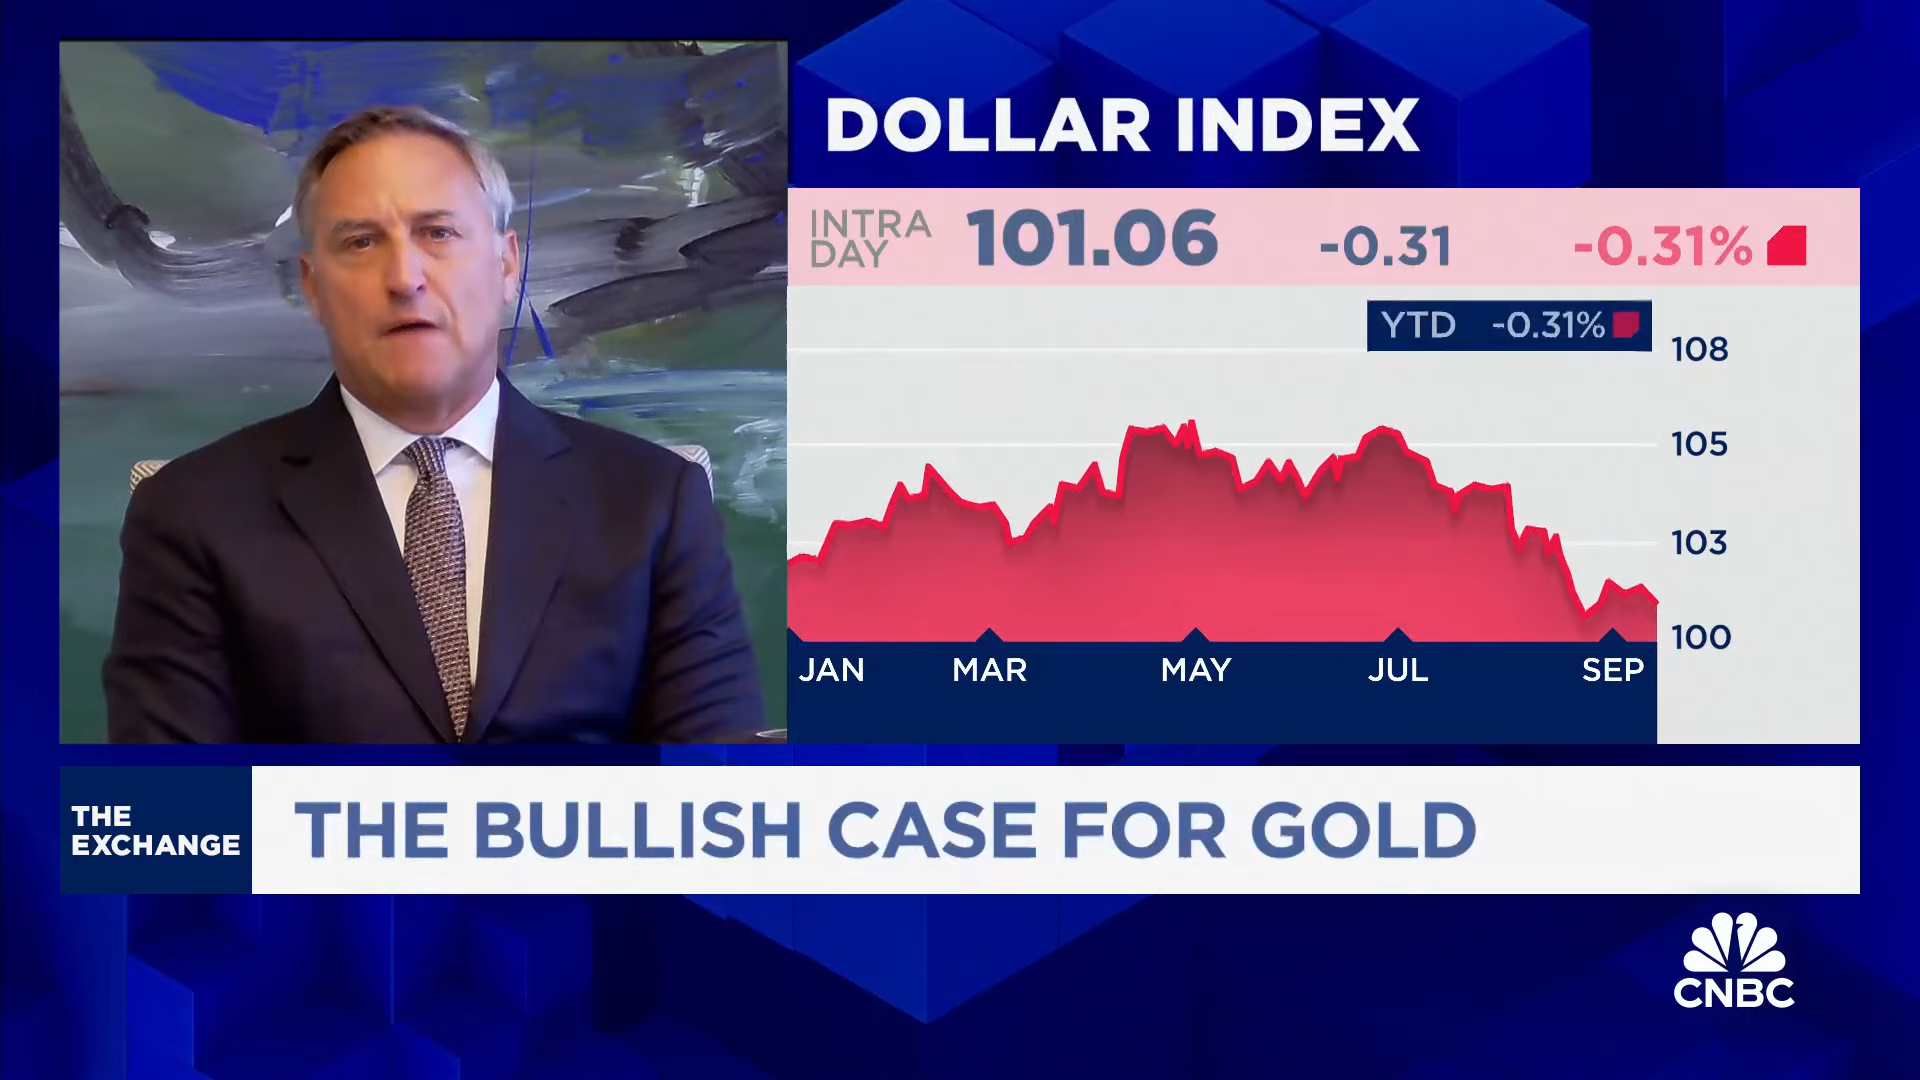 DOLLAR INDEX
INTRA
DAY
101.06
-0.31
-0.31%
YTD -0.31%
108
105
103
100
JAN MAR MAY JUL SEP
THE
EXCHANGE
THE BULLISH CASE FOR GOLD
CNBC